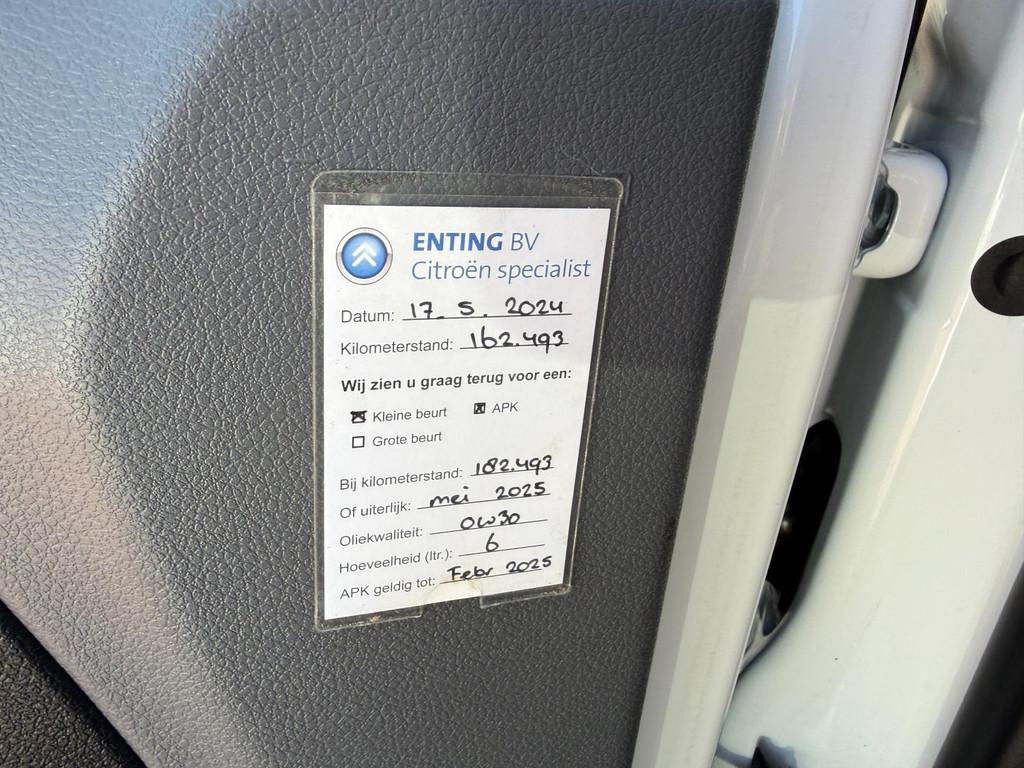 ENTING BV
Citroën specialist
Datum: 17. 5. 2024
Kilometerstand: 162.493
Wij zien u graag terug voor een:
Kleine beurt APK
Grote beurt
Bij kilometerstand: 182.493
Of uiterlijk: mei 2025
Oliekwaliteit: 0W30
Hoeveelheid (ltr.): 6
APK geldig tot: Febr 2025